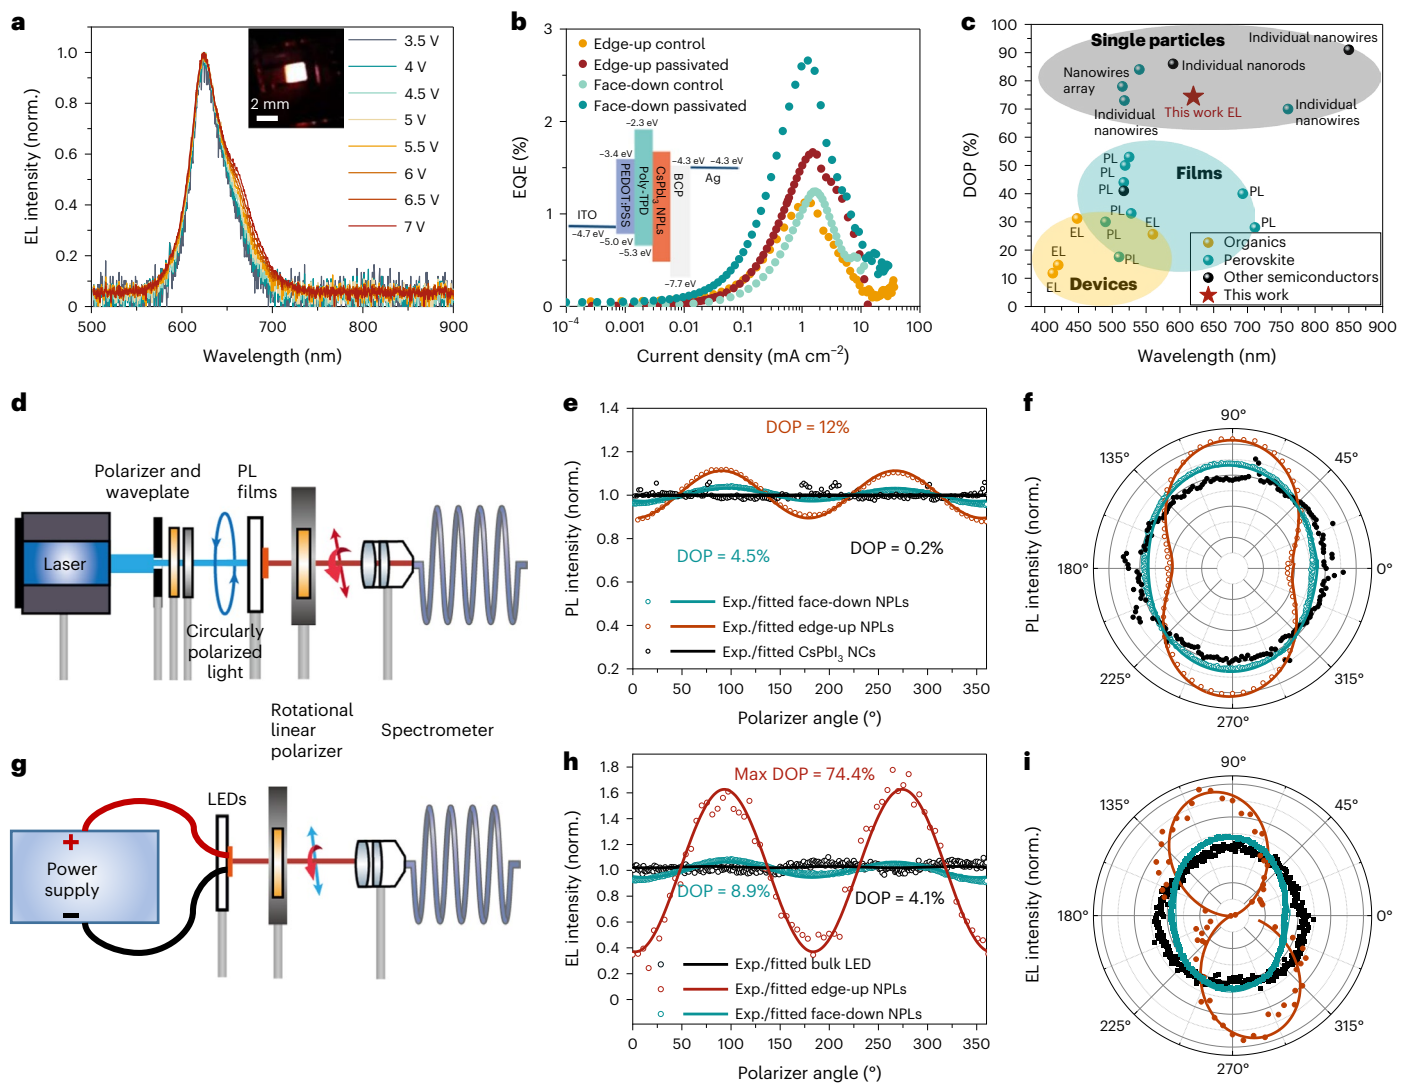 a
EL intensity (norm.)
1.0
0.8
0.6
0.4
0.2
0
500
600
700
800
900
Wavelength (nm)
2 mm
3.5 V
4 V
4.5 V
5 V
5.5 V
6 V
6.5 V
7 V
b
EQE (%)
3
2
1
0
10⁻⁴
0.001
0.01
0.1
1
10
100
Current density (mA cm⁻²)
Edge-up control
Edge-up passivated
Face-down control
Face-down passivated
−2.3 eV
−3.4 eV
−4.3 eV
−4.3 eV
Ag
ITO
−4.7 eV
−5.0 eV
−5.3 eV
−7.7 eV
PEDOT:PSS
Poly-TPD
CsPbI₃ NPLs
BCP
c
DOP (%)
100
90
80
70
60
50
40
30
20
10
0
400
450
500
550
600
650
700
750
800
850
900
Wavelength (nm)
Single particles
Individual nanowires
Individual nanorods
Nanowires
array
This work EL
Individual
nanowires
Individual
nanowires
Films
PL
PL
PL
PL
PL
PL
PL
PL
EL
EL
EL
EL
Devices
Organics
Perovskite
Other semiconductors
This work
d
Polarizer and
waveplate
PL
films
Laser
Circularly
polarized
light
Rotational
linear
polarizer
Spectrometer
e
PL intensity (norm.)
1.4
1.2
1.0
0.8
0.6
0.4
0.2
0
50
100
150
200
250
300
350
Polarizer angle (°)
DOP = 12%
DOP = 4.5%
DOP = 0.2%
Exp./fitted face-down NPLs
Exp./fitted edge-up NPLs
Exp./fitted CsPbI₃ NCs
f
PL intensity (norm.)
90°
135°
45°
180°
0°
225°
315°
270°
g
LEDs
+
Power
supply
−
h
EL intensity (norm.)
1.8
1.6
1.4
1.2
1.0
0.8
0.6
0.4
0.2
0
0
50
100
150
200
250
300
350
Polarizer angle (°)
Max DOP = 74.4%
DOP = 8.9%
DOP = 4.1%
Exp./fitted bulk LED
Exp./fitted edge-up NPLs
Exp./fitted face-down NPLs
i
EL intensity (norm.)
90°
135°
45°
180°
0°
225°
315°
270°